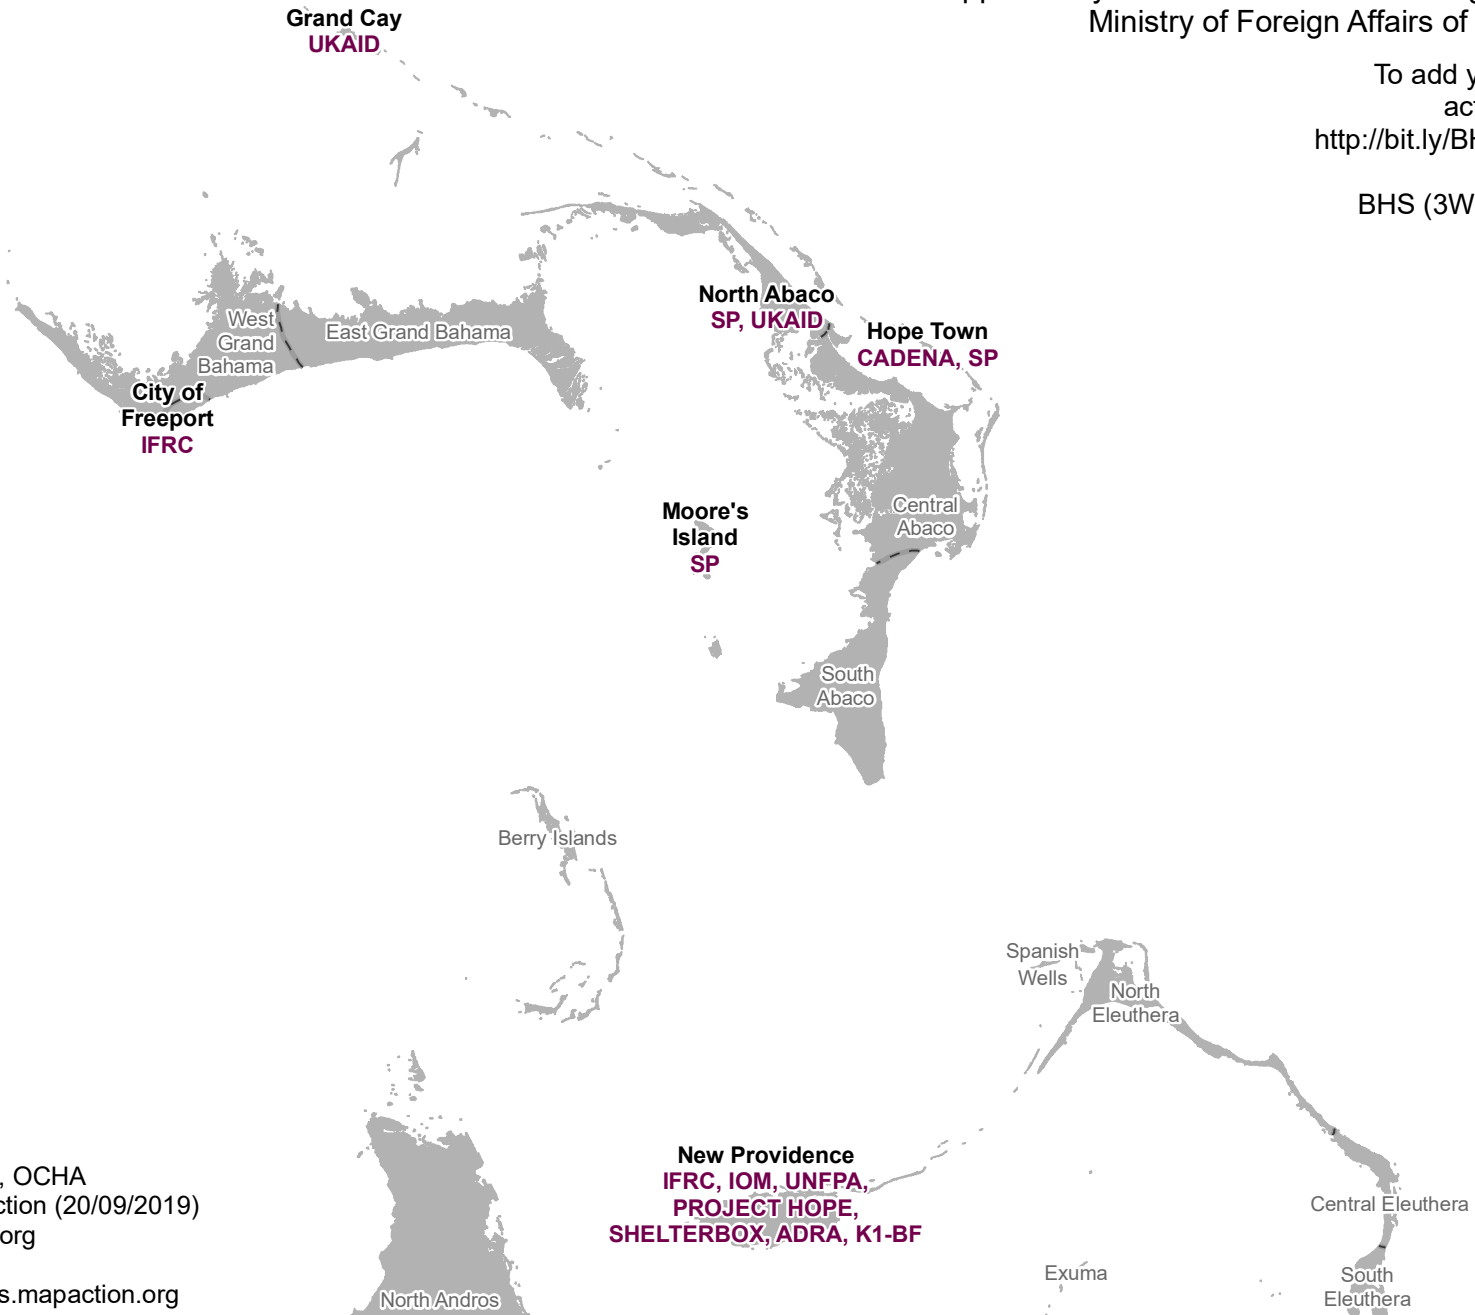 Grand Cay
UKAID
Ministry of Foreign Affairs of
To add y
act
http://bit.ly/BH
BHS (3W
North Abaco
SP, UKAID
Hope Town
CADENA, SP
West
Grand
Bahama
East Grand Bahama
City of
Freeport
IFRC
Moore's
Island
SP
Central
Abaco
South
Abaco
Berry Islands
Spanish
Wells
North
Eleuthera
New Providence
IFRC, IOM, UNFPA,
PROJECT HOPE,
SHELTERBOX, ADRA, K1-BF
, OCHA
ction (20/09/2019)
org
s.mapaction.org
North Andros
Central Eleuthera
Exuma
South
Eleuthera